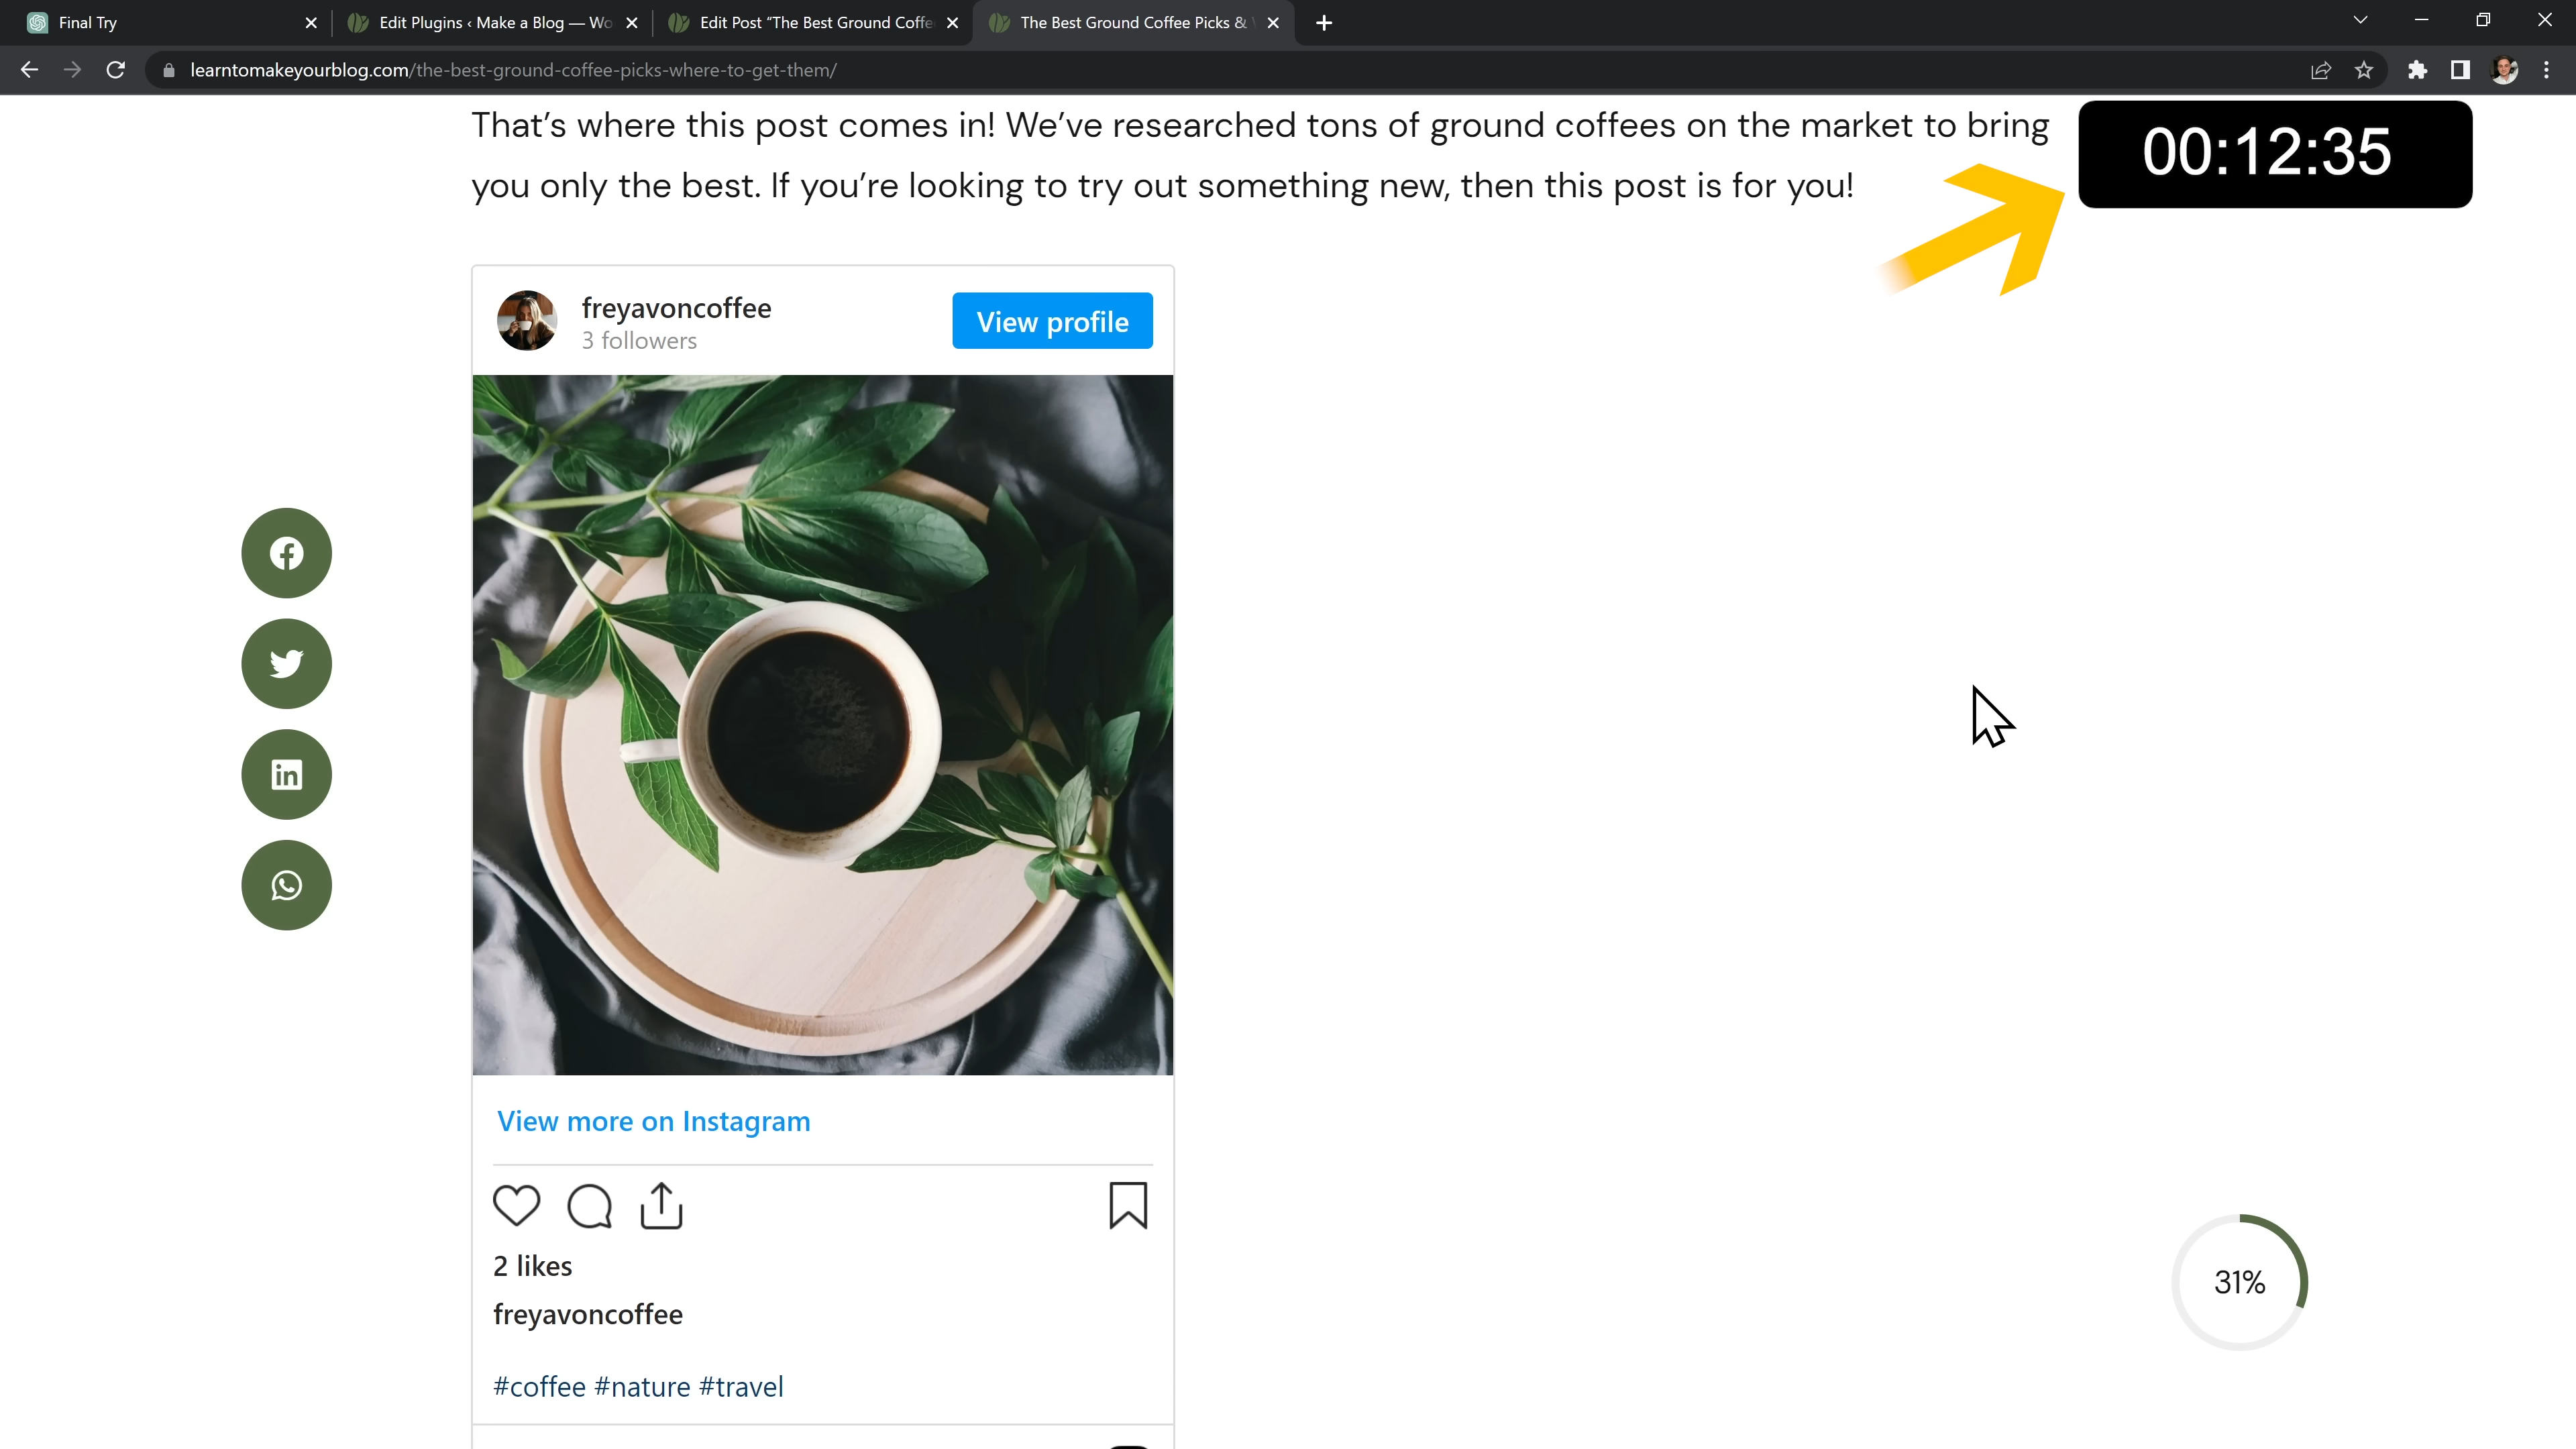 Final Try
Edit Plugins ‹ Make a Blog — Wo
Edit Post “The Best Ground Coffe
The Best Ground Coffee Picks &
learntomakeyourblog.com/the-best-ground-coffee-picks-where-to-get-them/
That’s where this post comes in! We’ve researched tons of ground coffees on the market to bring
you only the best. If you’re looking to try out something new, then this post is for you!
00:12:35
freyavoncoffee
3 followers
View profile
in
View more on Instagram
2 likes
freyavoncoffee
#coffee #nature #travel
31%